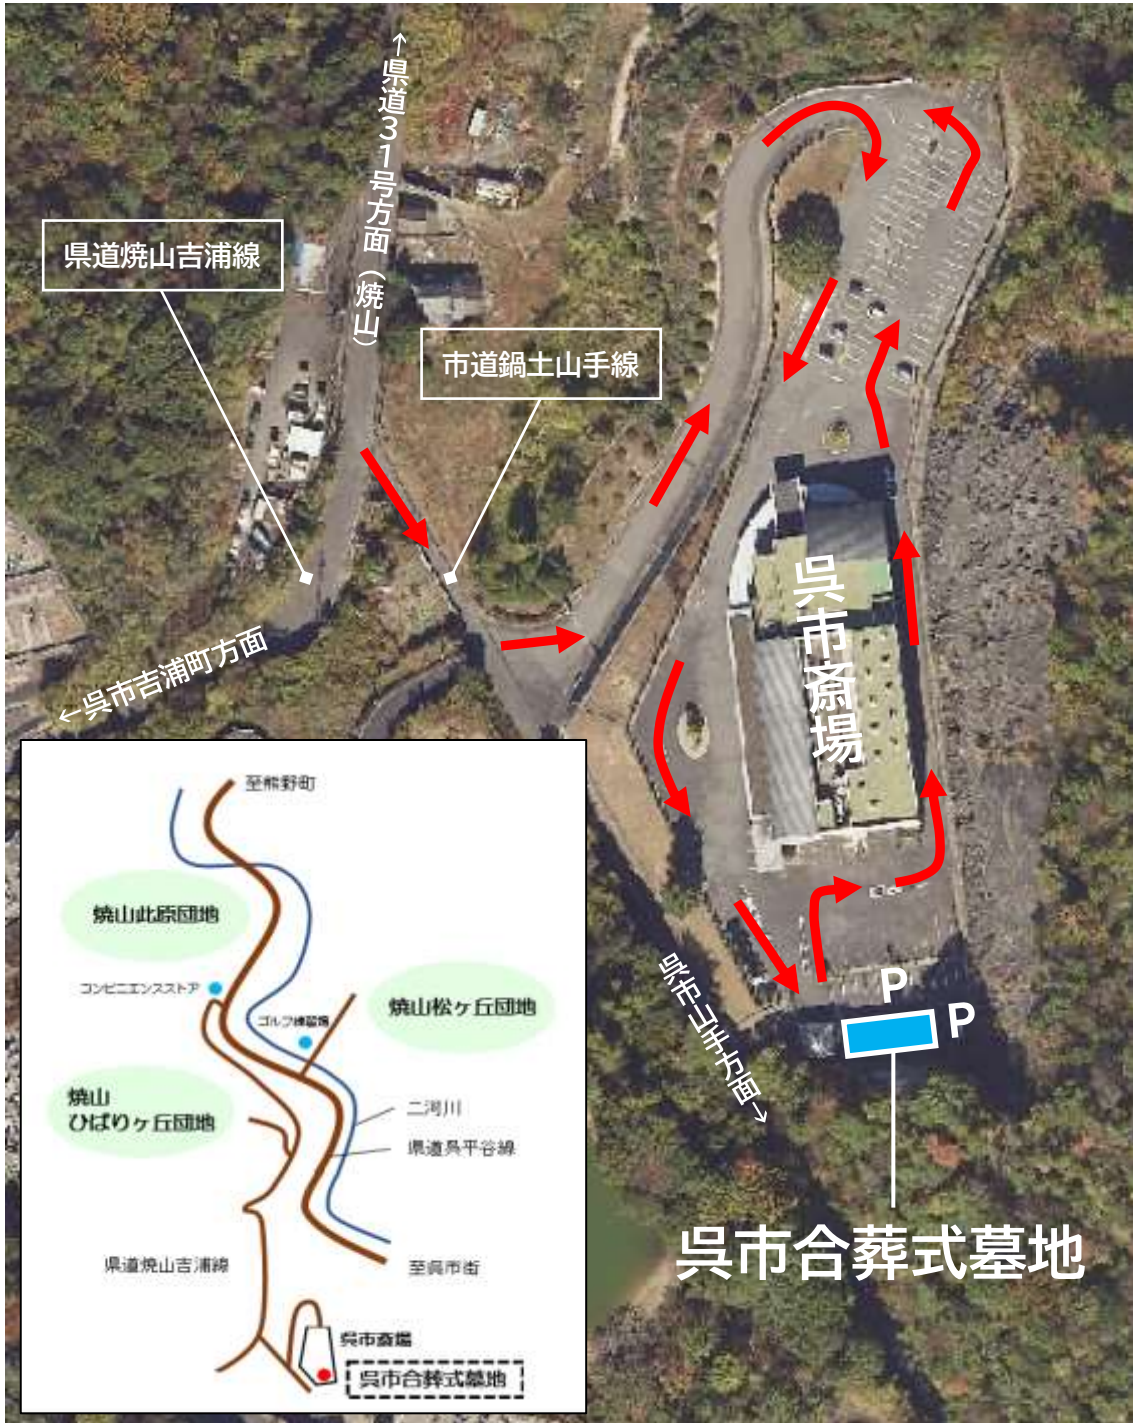 ←県道31号方面（焼山）
県道焼山吉浦線
市道鍋土山手線
←呉市吉浦町方面
呉市斎場
呉市山手方面→
P
P
呉市合葬式墓地
至熊野町
焼山此原団地
コンビニエンスストア
ゴルフ練習場
焼山松ヶ丘団地
焼山
ひばりヶ丘団地
二河川
県道呉平谷線
県道焼山吉浦線
至呉市街
呉市斎場
呉市合葬式墓地